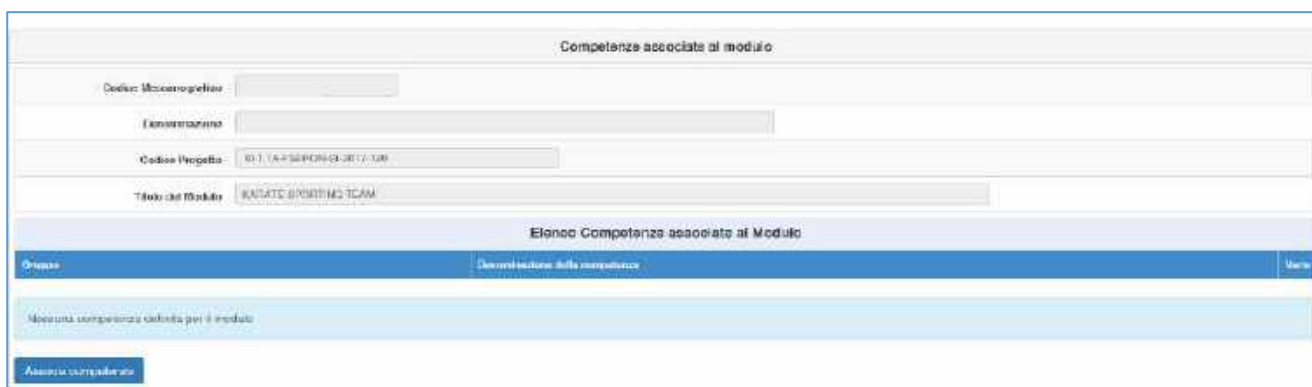 Competenze associate al modulo
Codice Meccanografico
Denominazione
Codice Progetto
Titolo del Modulo KARATE SPORTING TEAM
Elenco Competenze associate al Modulo
Gruppo Denominazione della competenza
Nessuna competenza definita per il modulo
Associa competenze